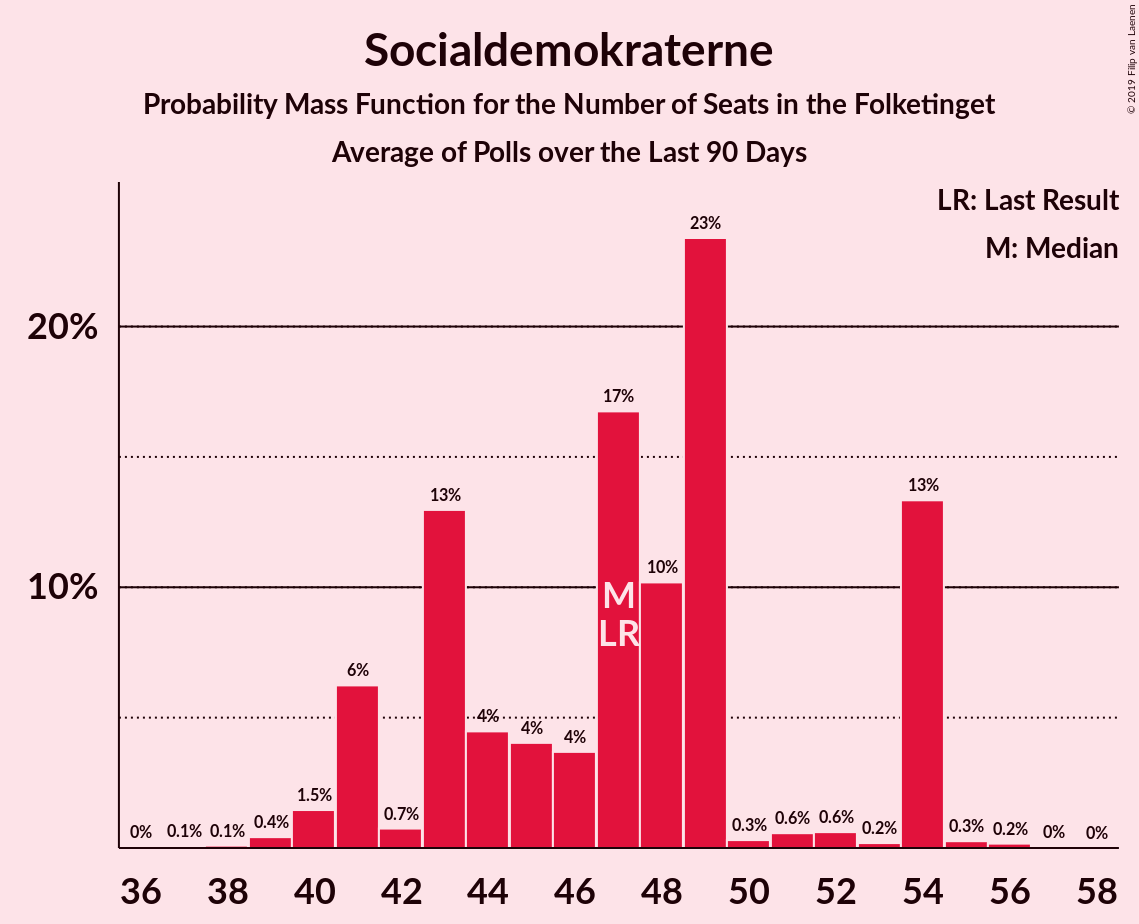 Socialdemokraterne
Probability Mass Function for the Number of Seats in the Folketinget
Average of Polls over the Last 90 Days
© 2019 Filip van Laenen
LR: Last Result
M: Median
23%
20%
17%
13%
13%
10%
10%
M
LR
6%
4%
4%
4%
1.5%
0.7%
0.4%
0%
0.1%
0.1%
0.3%
0.6%
0.6%
0.2%
0.3%
0.2%
0%
0%
36 38 40 42 44 46 48 50 52 54 56 58